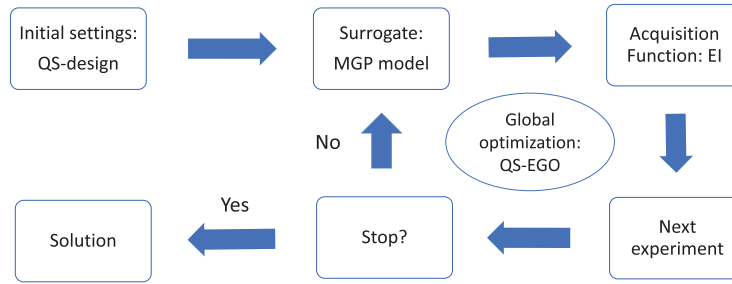 Initial settings:
QS-design
Surrogate:
MGP model
Acquisition
Function: EI
Global
optimization:
QS-EGO
No
Yes
Solution
Stop?
Next
experiment